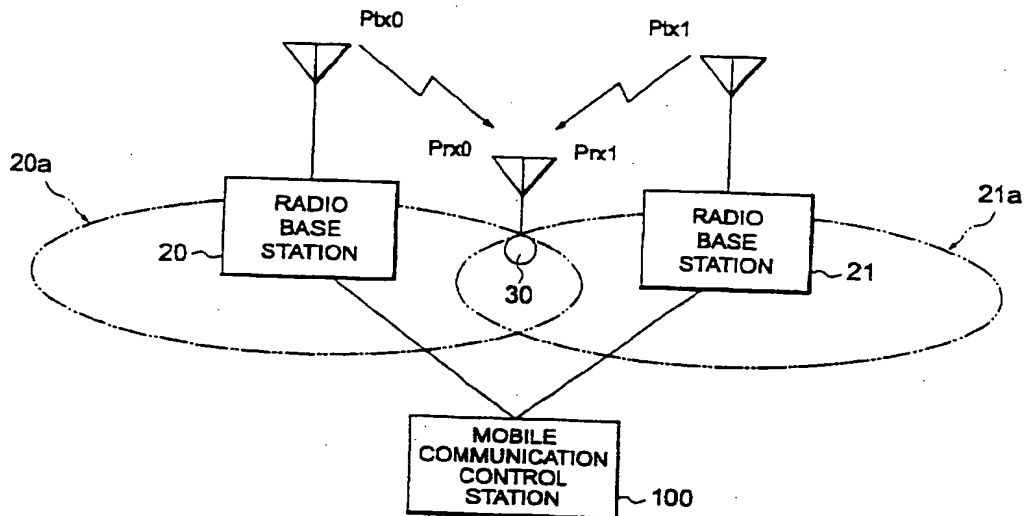 Ptx0
Ptx1
Prx0
Prx1
20a
21a
RADIO
BASE
STATION
20
RADIO
BASE
STATION
21
30
MOBILE
COMMUNICATION
CONTROL
STATION
100